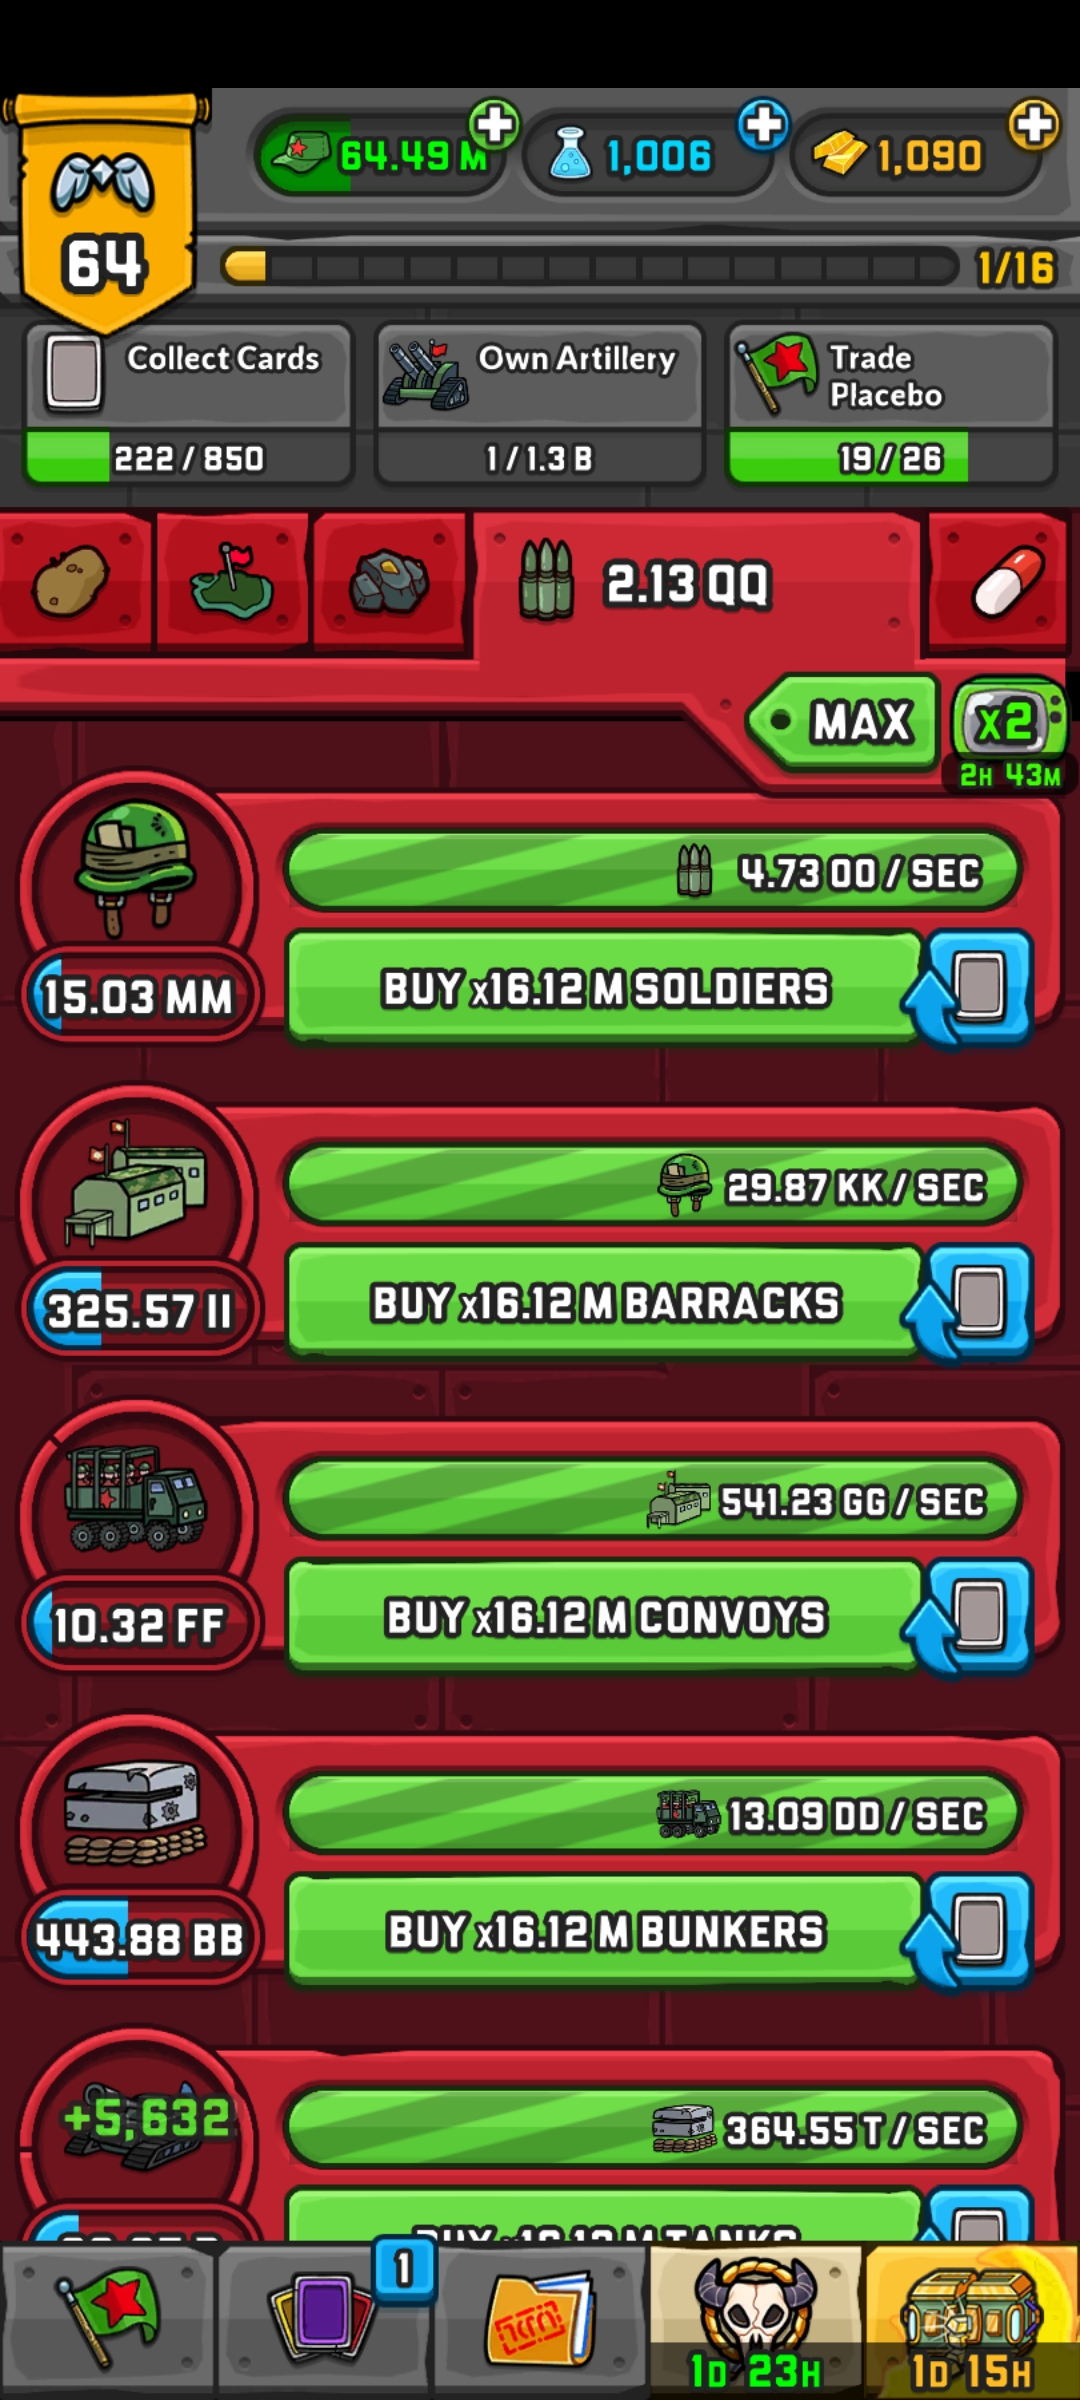 64.49 M
1,006
1,090
64
1/16
Collect Cards
222 / 850
Own Artillery
1 / 1.3 B
Trade
Placebo
19 / 26
2.13 QQ
MAX
x2
2H 43M
4.73 OO / SEC
15.03 MM
BUY x16.12 M SOLDIERS
29.87 KK / SEC
325.57 II
BUY x16.12 M BARRACKS
541.23 GG / SEC
10.32 FF
BUY x16.12 M CONVOYS
13.09 DD / SEC
443.88 BB
BUY x16.12 M BUNKERS
+5,632
364.55 T / SEC
BUY x16.12 M TANKS
1
1D 23H
1D 15H